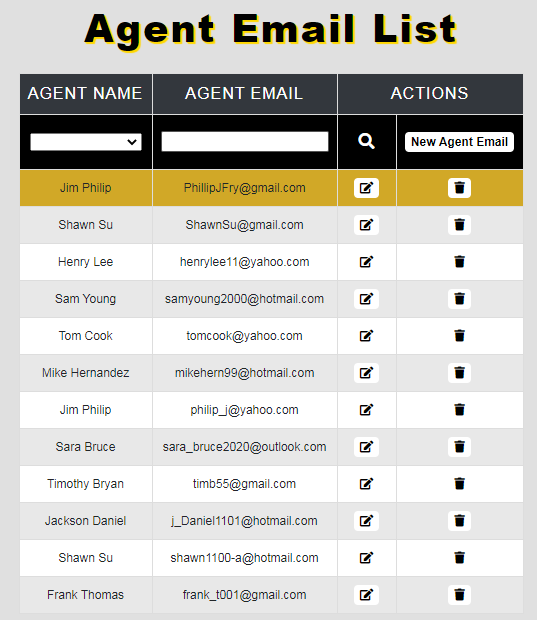 Agent Email List
AGENT NAME AGENT EMAIL ACTIONS
New Agent Email
Jim Philip PhillipJFry@gmail.com
Shawn Su ShawnSu@gmail.com
Henry Lee henrylee11@yahoo.com
Sam Young samyoung2000@hotmail.com
Tom Cook tomcook@yahoo.com
Mike Hernandez mikehern99@hotmail.com
Jim Philip philip_j@yahoo.com
Sara Bruce sara_bruce2020@outlook.com
Timothy Bryan timb55@gmail.com
Jackson Daniel j_Daniel1101@hotmail.com
Shawn Su shawn1100-a@hotmail.com
Frank Thomas frank_t001@gmail.com